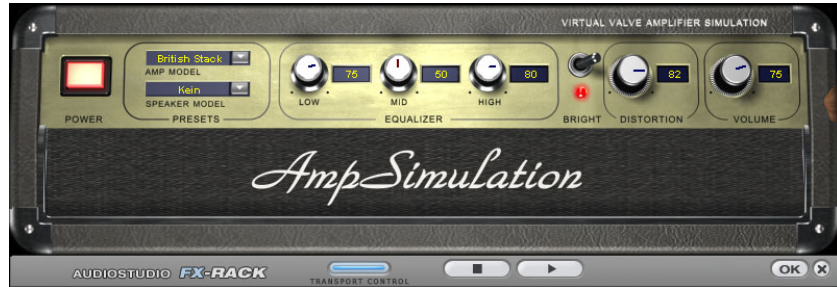 VIRTUAL VALVE AMPLIFIER SIMULATION
British Stack
AMP MODEL
Kein
SPEAKER MODEL
75
50
80
82
75
LOW
MID
HIGH
POWER
PRESETS
EQUALIZER
BRIGHT
DISTORTION
VOLUME
AmpSimulation
AUDIOSTUDIO FX-RACK
TRANSPORT CONTROL
OK